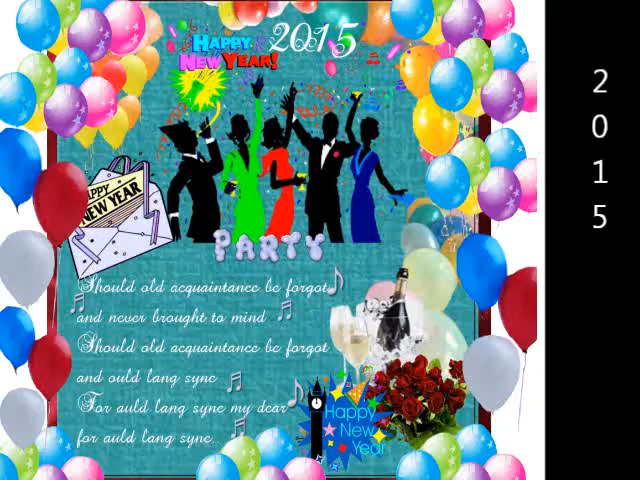 2015
HAPPY
NEW YEAR!
HAPPY
NEW YEAR
PARTY
Should old acquaintance be forgot
and never brought to mind
Should old acquaintance be forgot
and ould lang syne
For auld lang syne my dear
for auld lang syne.
Happy
New
Year
2
0
1
5